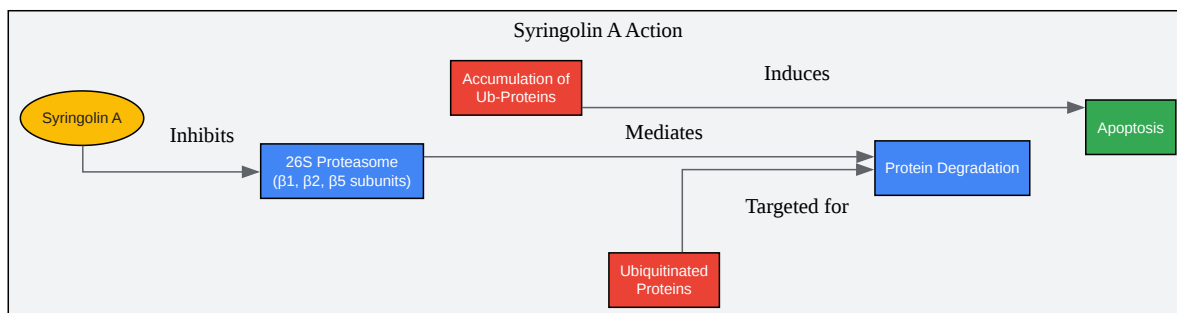 Syringolin A Action
Accumulation of
Ub-Proteins
Induces
Syringolin A
Inhibits
Mediates
Apoptosis
26S Proteasome
(β1, β2, β5 subunits)
Protein Degradation
Targeted for
Ubiquitinated
Proteins